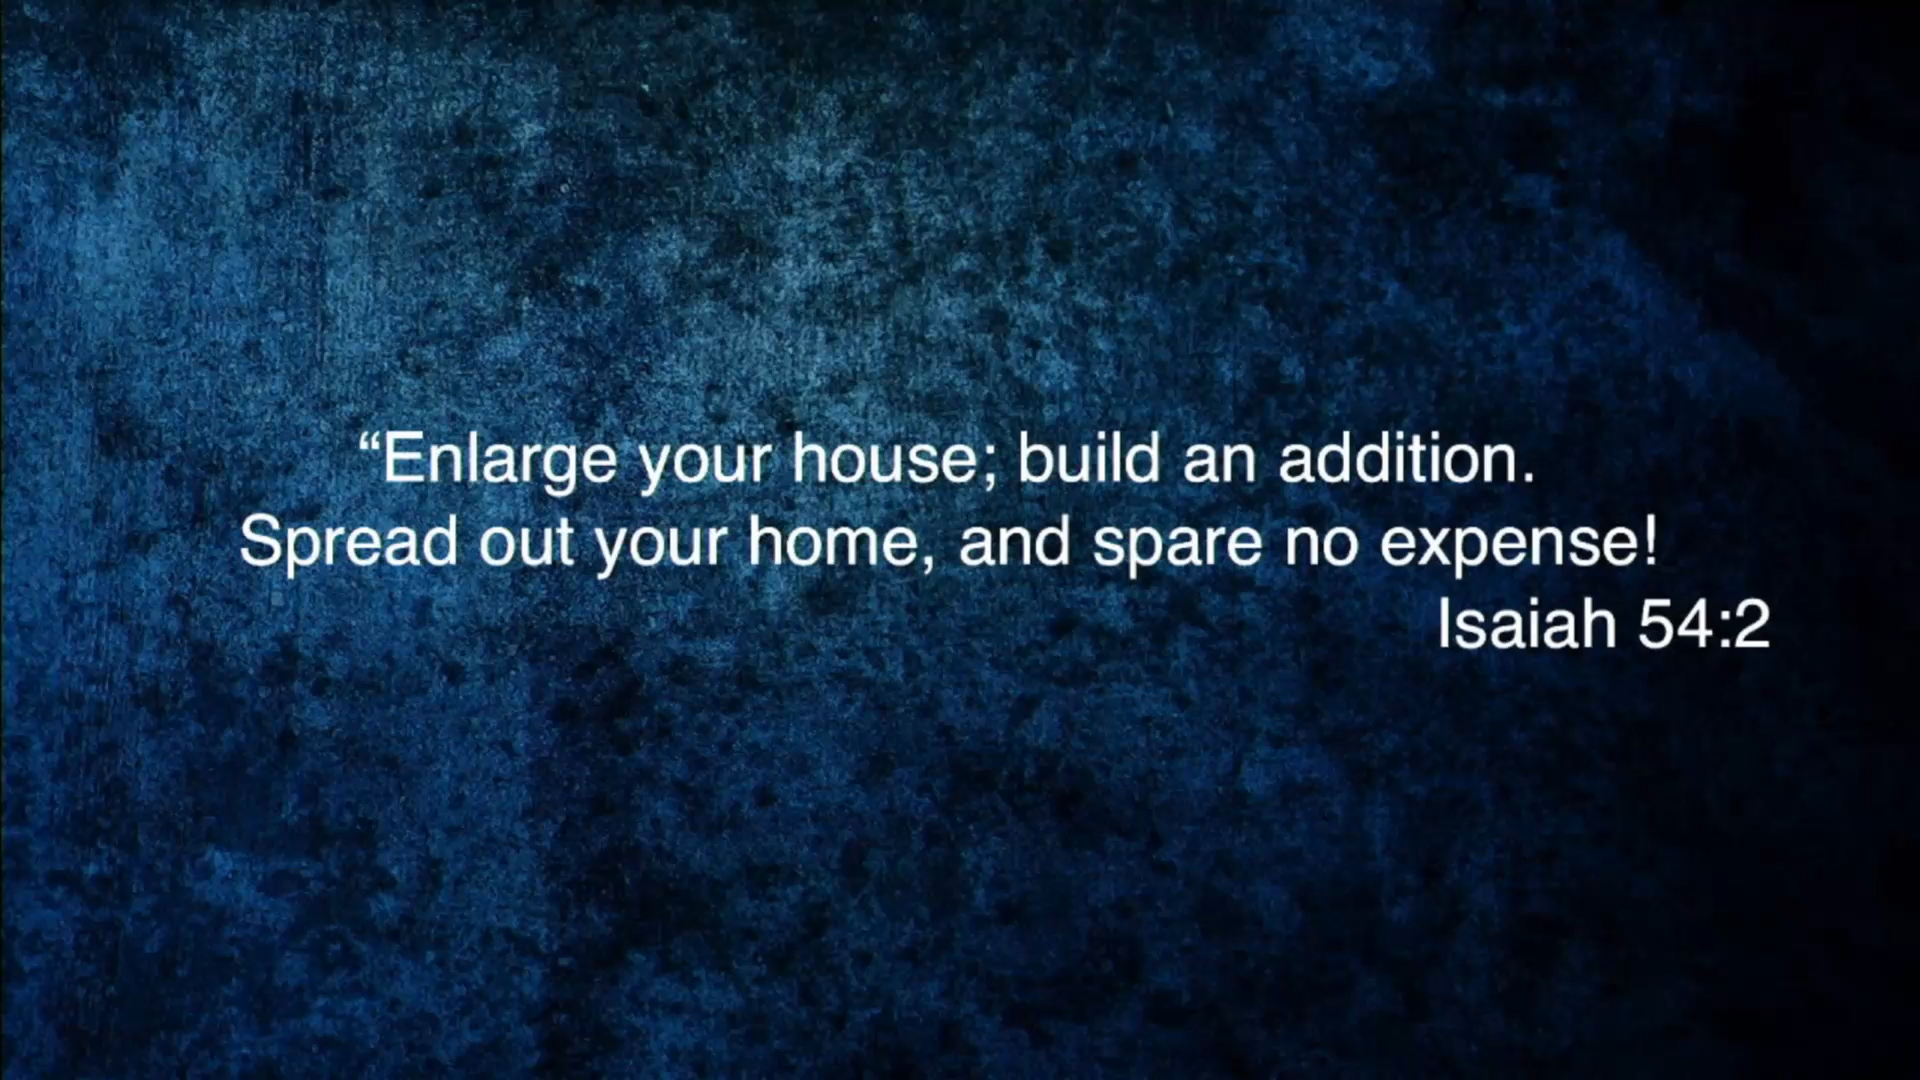 “Enlarge your house; build an addition.
Spread out your home, and spare no expense!
Isaiah 54:2